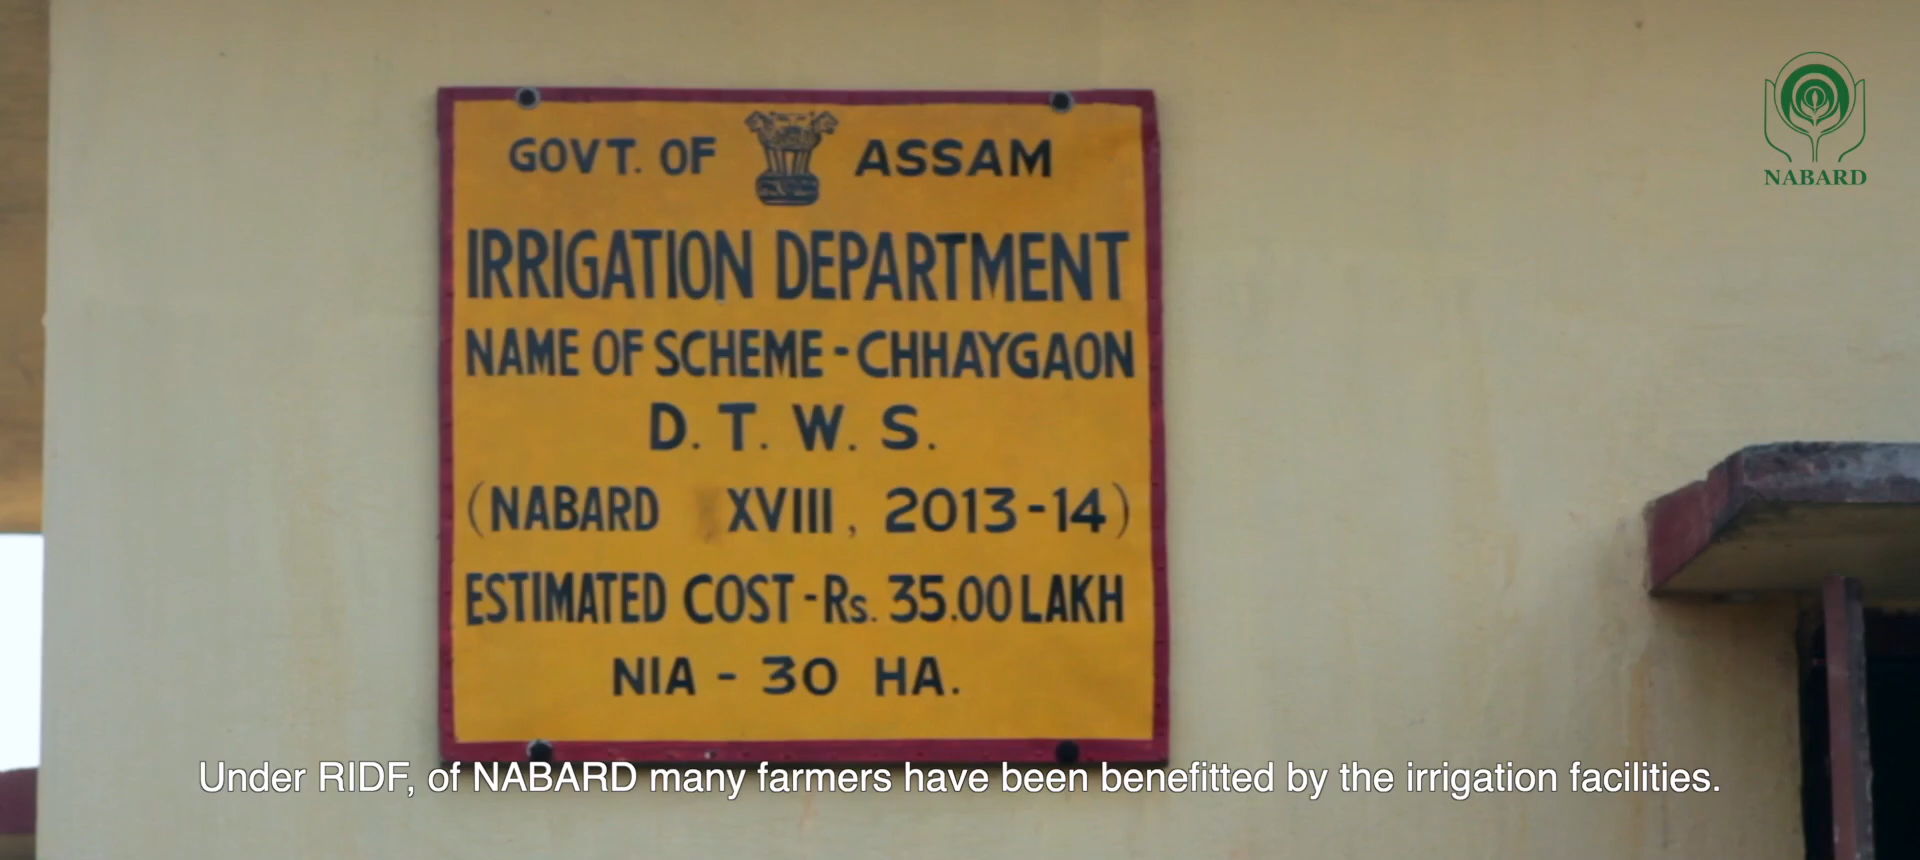 GOVT. OF ASSAM
IRRIGATION DEPARTMENT
NAME OF SCHEME - CHHAYGAON
D. T. W. S.
(NABARD XVIII, 2013-14)
ESTIMATED COST - Rs. 35.00 LAKH
NIA - 30 HA.
NABARD
Under RIDF, of NABARD many farmers have been benefitted by the irrigation facilities.